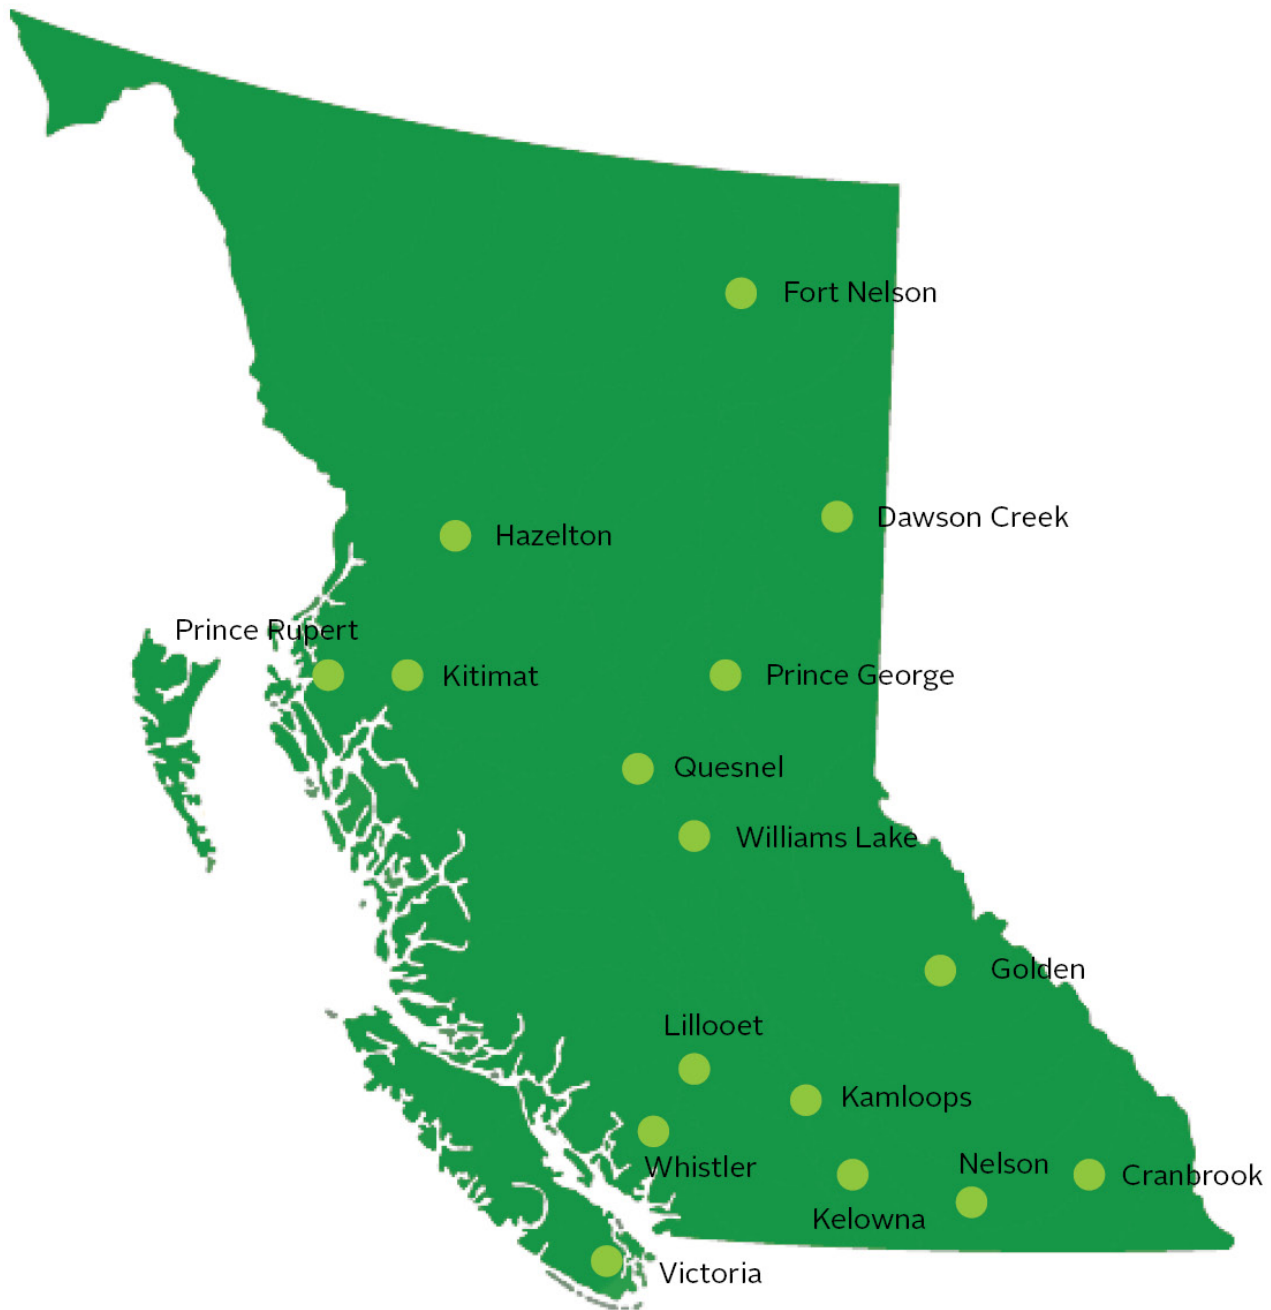 Fort Nelson
Dawson Creek
Hazelton
Prince Rupert
Kitimat
Prince George
Quesnel
Williams Lake
Golden
Lillooet
Kamloops
Whistler
Nelson
Cranbrook
Kelowna
Victoria